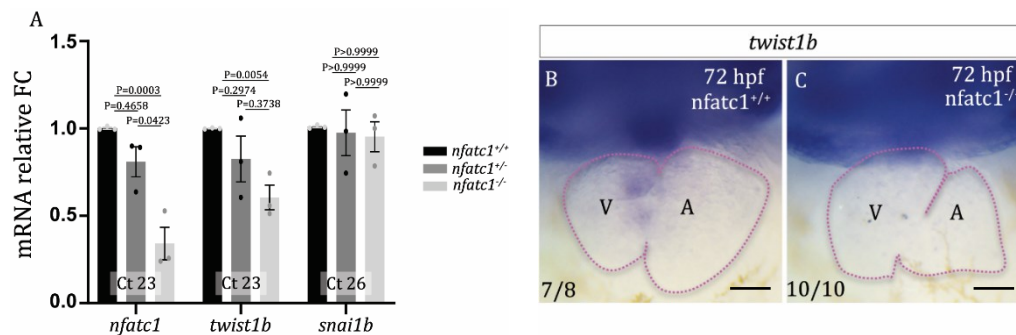 A
mRNA relative FC
1.5
1.0
0.5
0.0
P=0.0003
P=0.4658
P=0.0423
P=0.0054
P=0.2974
P=0.3738
P>0.9999
P>0.9999
P>0.9999
Ct 23
Ct 23
Ct 26
nfatc1
twist1b
snai1b
nfatc1+/+
nfatc1+/-
nfatc1-/-
twist1b
B
72 hpf
nfatc1+/+
V
A
7/8
C
72 hpf
nfatc1-/-
V
A
10/10